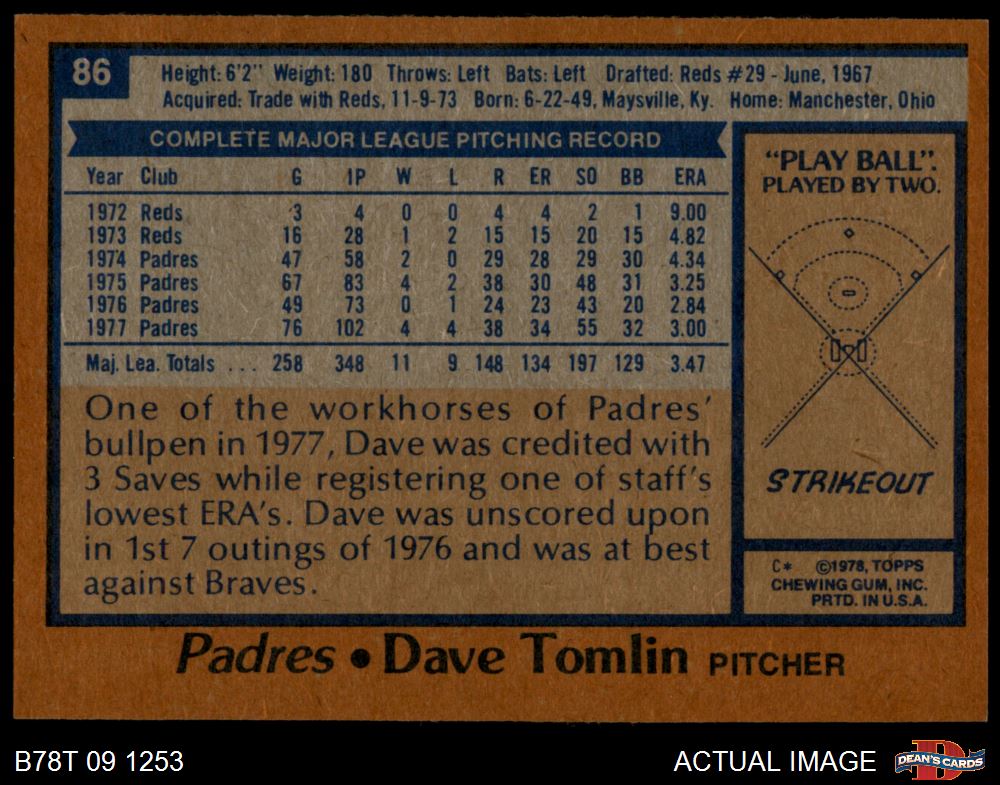 86
Height: 6'2" Weight: 180 Throws: Left Bats: Left Drafted: Reds #29 - June, 1967
Acquired: Trade with Reds, 11-9-73 Born: 6-22-49, Maysville, Ky. Home: Manchester, Ohio
COMPLETE MAJOR LEAGUE PITCHING RECORD
Year Club G IP W L R ER SO BB ERA
1972 Reds 3 4 0 0 4 4 2 1 9.00
1973 Reds 16 28 1 2 15 15 20 15 4.82
1974 Padres 47 58 2 0 29 28 29 30 4.34
1975 Padres 67 83 4 2 38 30 48 31 3.25
1976 Padres 49 73 0 1 24 23 43 20 2.84
1977 Padres 76 102 4 4 38 34 55 32 3.00
Maj. Lea. Totals . . . 258 348 11 9 148 134 197 129 3.47
One of the workhorses of Padres'
bullpen in 1977, Dave was credited with
3 Saves while registering one of staff's
lowest ERA's. Dave was unscored upon
in 1st 7 outings of 1976 and was at best
against Braves.
"PLAY BALL".
PLAYED BY TWO.
STRIKEOUT
C* ©1978, TOPPS
CHEWING GUM, INC.
PRTD. IN U.S.A.
Padres • Dave Tomlin PITCHER
B78T 09 1253
ACTUAL IMAGE
D
DEAN'S CARDS